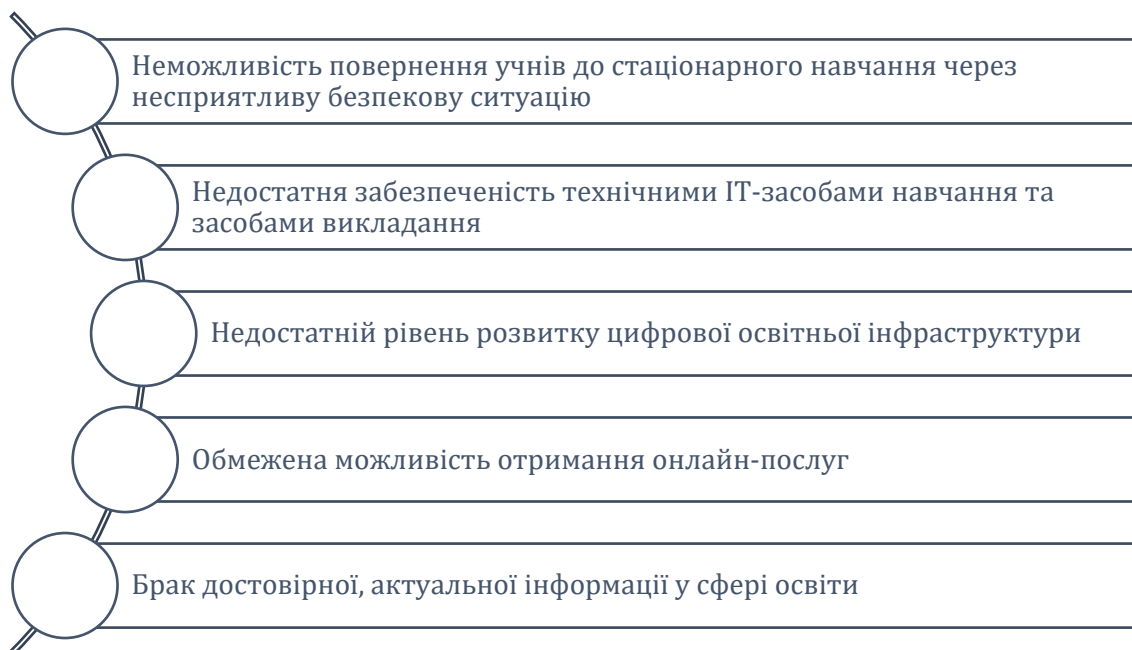 Неможливість повернення учнів до стаціонарного навчання через
несприятливу безпекову ситуацію
Недостатня забезпеченість технічними ІТ-засобами навчання та
засобами викладання
Недостатній рівень розвитку цифрової освітньої інфраструктури
Обмежена можливість отримання онлайн-послуг
Брак достовірної, актуальної інформації у сфері освіти